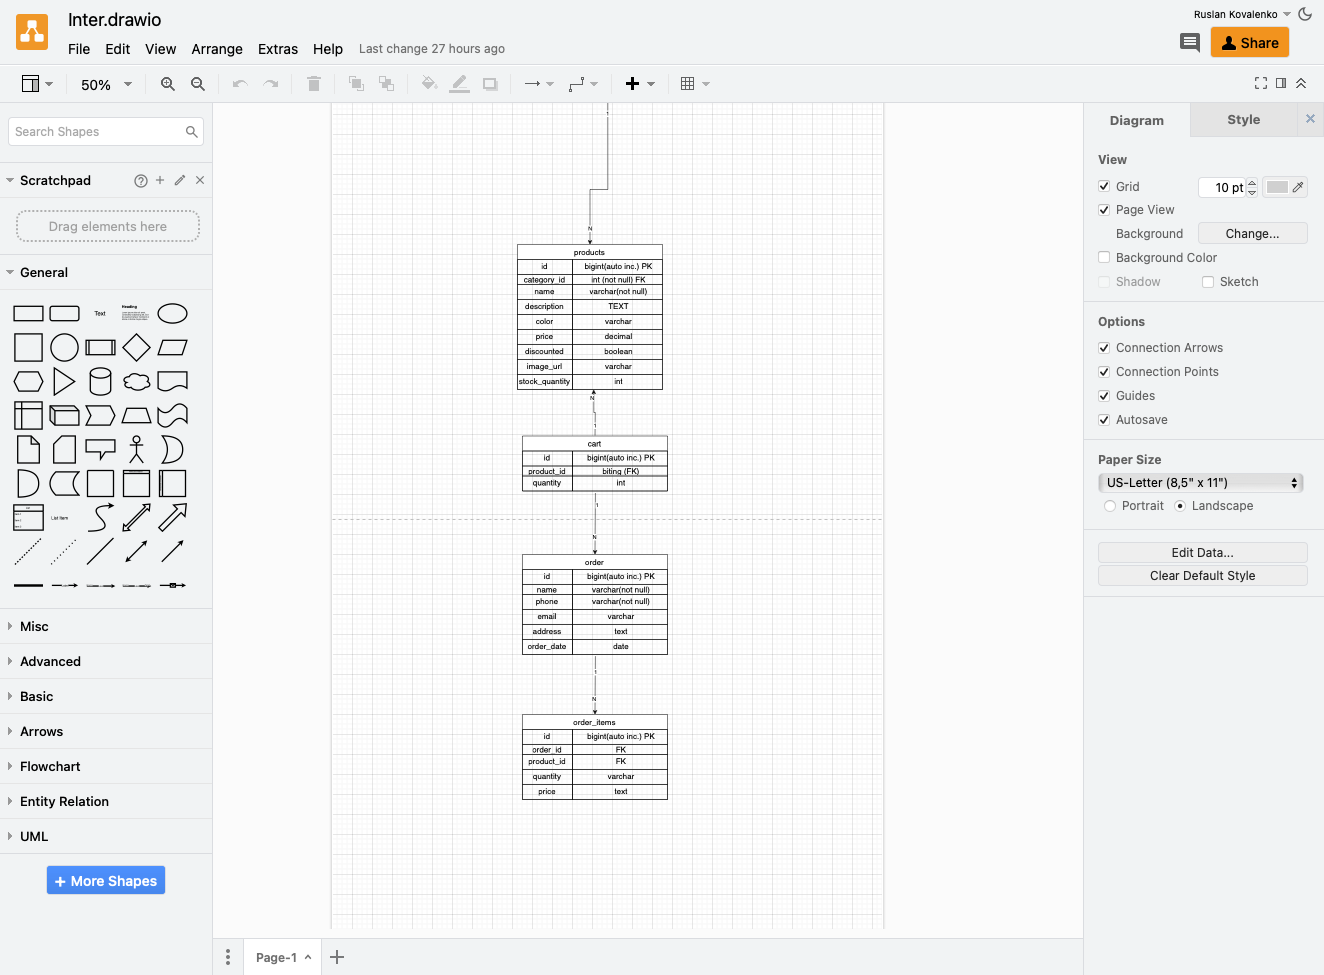 Inter.drawio
Ruslan Kovalenko
File Edit View Arrange Extras Help Last change 27 hours ago
Share
50%
Search Shapes
Scratchpad
Drag elements here
General
Text
Heading
List Item
Misc
Advanced
Basic
Arrows
Flowchart
Entity Relation
UML
+ More Shapes
1
N
products
id bigint(auto inc.) PK
category_id int (not null) FK
name varchar(not null)
description TEXT
color varchar
price decimal
discounted boolean
image_url varchar
stock_quantity int
N
1
cart
id bigint(auto inc.) PK
product_id biting (FK)
quantity int
1
N
order
id bigint(auto inc.) PK
name varchar(not null)
phone varchar(not null)
email varchar
address text
order_date date
1
N
order_items
id bigint(auto inc.) PK
order_id FK
product_id FK
quantity varchar
price text
Page-1
Diagram Style
View
Grid 10 pt
Page View
Background Change...
Background Color
Shadow Sketch
Options
Connection Arrows
Connection Points
Guides
Autosave
Paper Size
US-Letter (8,5" x 11")
Portrait Landscape
Edit Data...
Clear Default Style